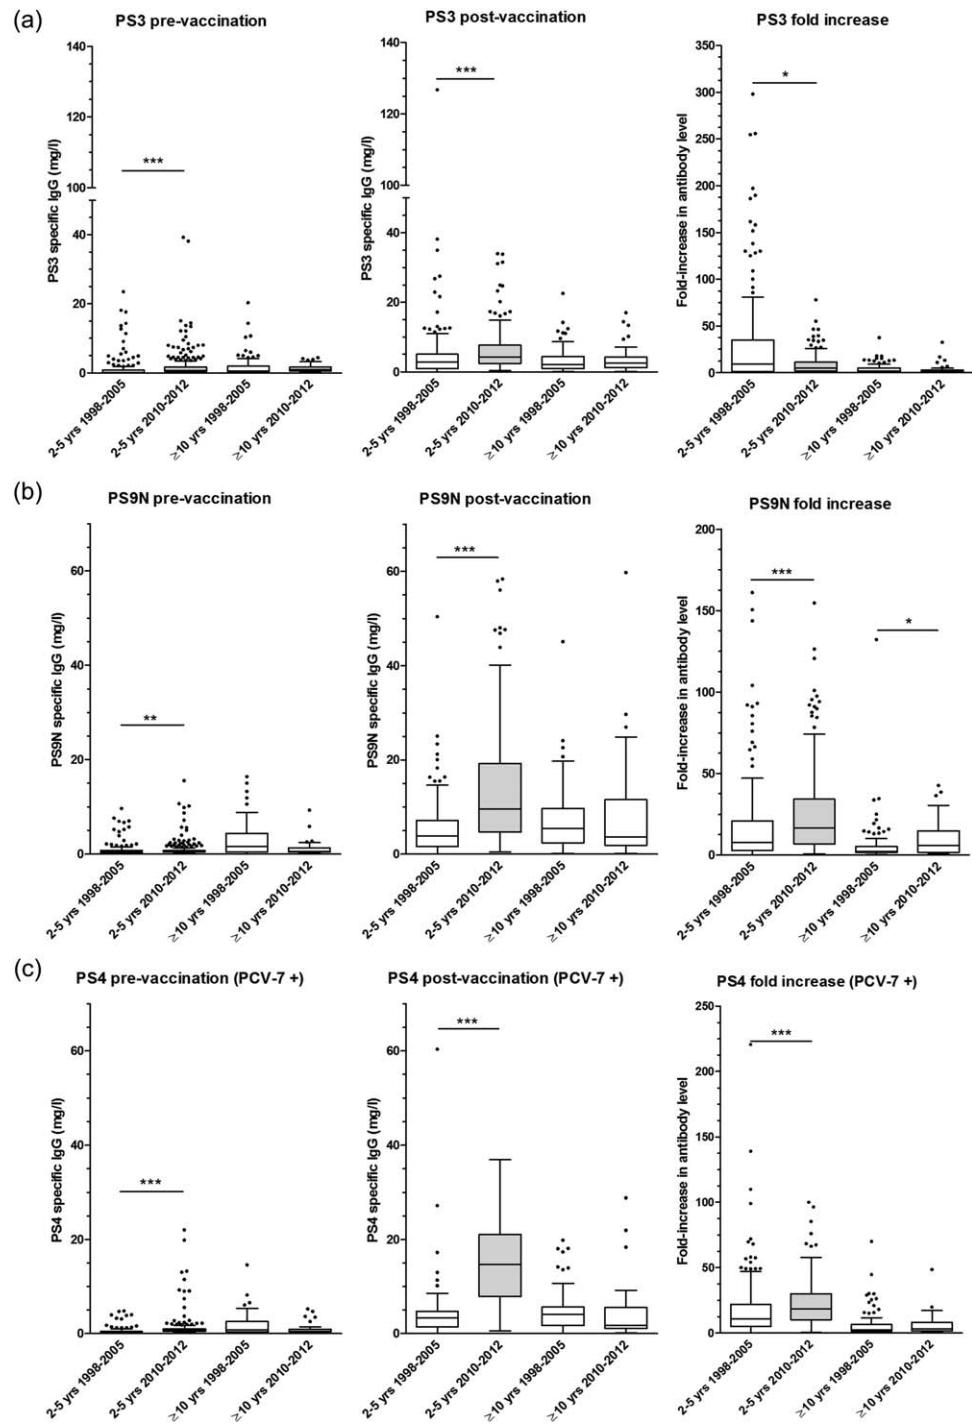 (a)
PS3 pre-vaccination
PS3 post-vaccination
PS3 fold increase
PS3 specific IgG (mg/l)
140
120
100
40
20
0
***
2-5 yrs 1998-2005
2-5 yrs 2010-2012
≥10 yrs 1998-2005
≥10 yrs 2010-2012
PS3 specific IgG (mg/l)
140
120
100
40
20
0
***
2-5 yrs 1998-2005
2-5 yrs 2010-2012
≥10 yrs 1998-2005
≥10 yrs 2010-2012
Fold-increase in antibody level
350
300
250
200
150
100
50
0
*
2-5 yrs 1998-2005
2-5 yrs 2010-2012
≥10 yrs 1998-2005
≥10 yrs 2010-2012
(b)
PS9N pre-vaccination
PS9N post-vaccination
PS9N fold increase
PS9N specific IgG (mg/l)
60
40
20
0
**
2-5 yrs 1998-2005
2-5 yrs 2010-2012
≥10 yrs 1998-2005
≥10 yrs 2010-2012
PS9N specific IgG (mg/l)
60
40
20
0
***
2-5 yrs 1998-2005
2-5 yrs 2010-2012
≥10 yrs 1998-2005
≥10 yrs 2010-2012
Fold-increase in antibody level
200
150
100
50
0
***
*
2-5 yrs 1998-2005
2-5 yrs 2010-2012
≥10 yrs 1998-2005
≥10 yrs 2010-2012
(c)
PS4 pre-vaccination (PCV-7 +)
PS4 post-vaccination (PCV-7 +)
PS4 fold increase (PCV-7 +)
PS4 specific IgG (mg/l)
60
40
20
0
***
2-5 yrs 1998-2005
2-5 yrs 2010-2012
≥10 yrs 1998-2005
≥10 yrs 2010-2012
PS4 specific IgG (mg/l)
60
40
20
0
***
2-5 yrs 1998-2005
2-5 yrs 2010-2012
≥10 yrs 1998-2005
≥10 yrs 2010-2012
Fold-increase in antibody level
250
200
150
100
50
0
***
2-5 yrs 1998-2005
2-5 yrs 2010-2012
≥10 yrs 1998-2005
≥10 yrs 2010-2012